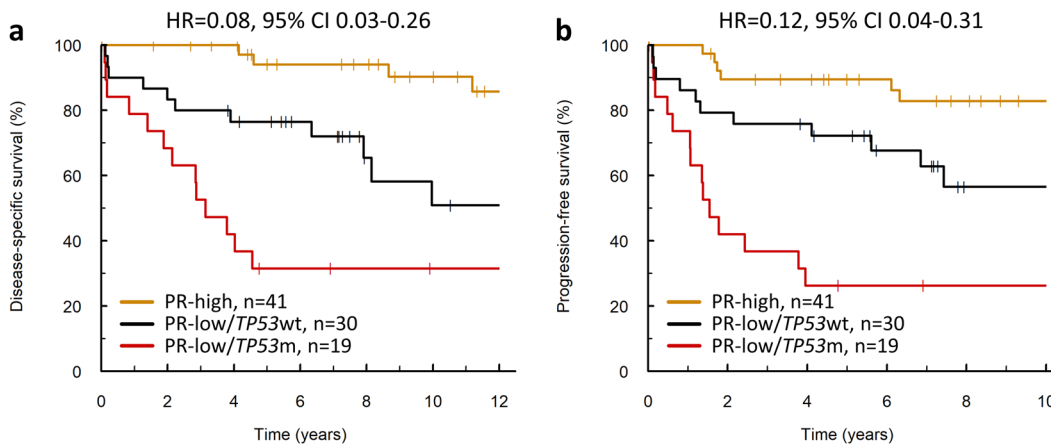 a
HR=0.08, 95% CI 0.03-0.26
Disease-specific survival (%)
100
80
60
40
20
0
PR-high, n=41
PR-low/TP53wt, n=30
PR-low/TP53m, n=19
0 2 4 6 8 10 12
Time (years)
b
HR=0.12, 95% CI 0.04-0.31
Progression-free survival (%)
100
80
60
40
20
0
PR-high, n=41
PR-low/TP53wt, n=30
PR-low/TP53m, n=19
0 2 4 6 8 10
Time (years)